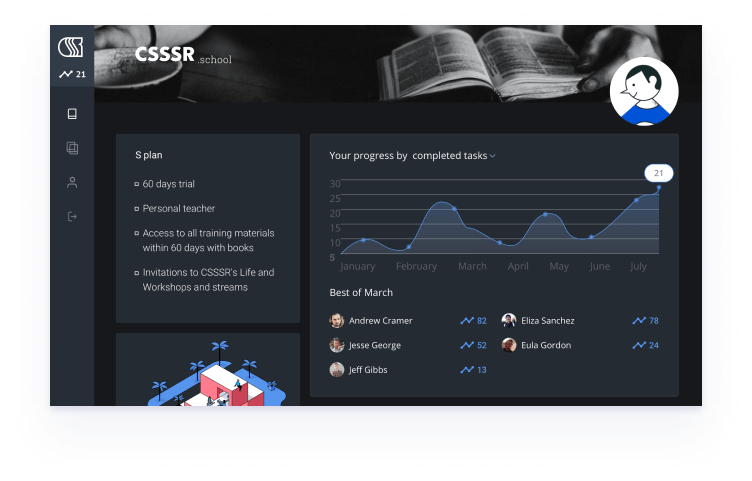 CSSSR .school
21
S plan
60 days trial
Personal teacher
Access to all training materials
within 60 days with books
Invitations to CSSSR's Life and
Workshops and streams
Your progress by completed tasks
21
30
25
20
15
10
5
January February March April May June July
Best of March
Andrew Cramer 82 Eliza Sanchez 78
Jesse George 52 Eula Gordon 24
Jeff Gibbs 13